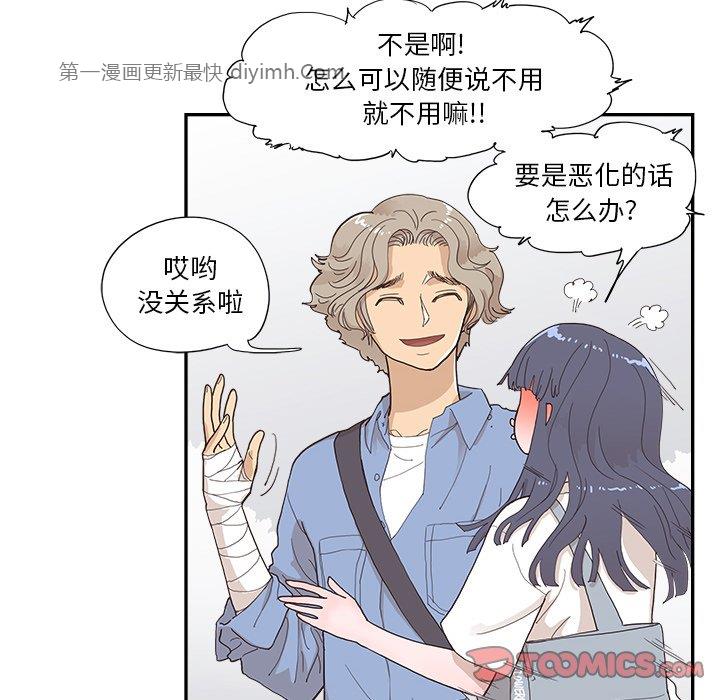 不是啊!
第一漫画更新最快 diyimh.Com
怎么可以随便说不用
就不用嘛!!
要是恶化的话
怎么办?
哎哟
没关系啦
TOOMICS.COM